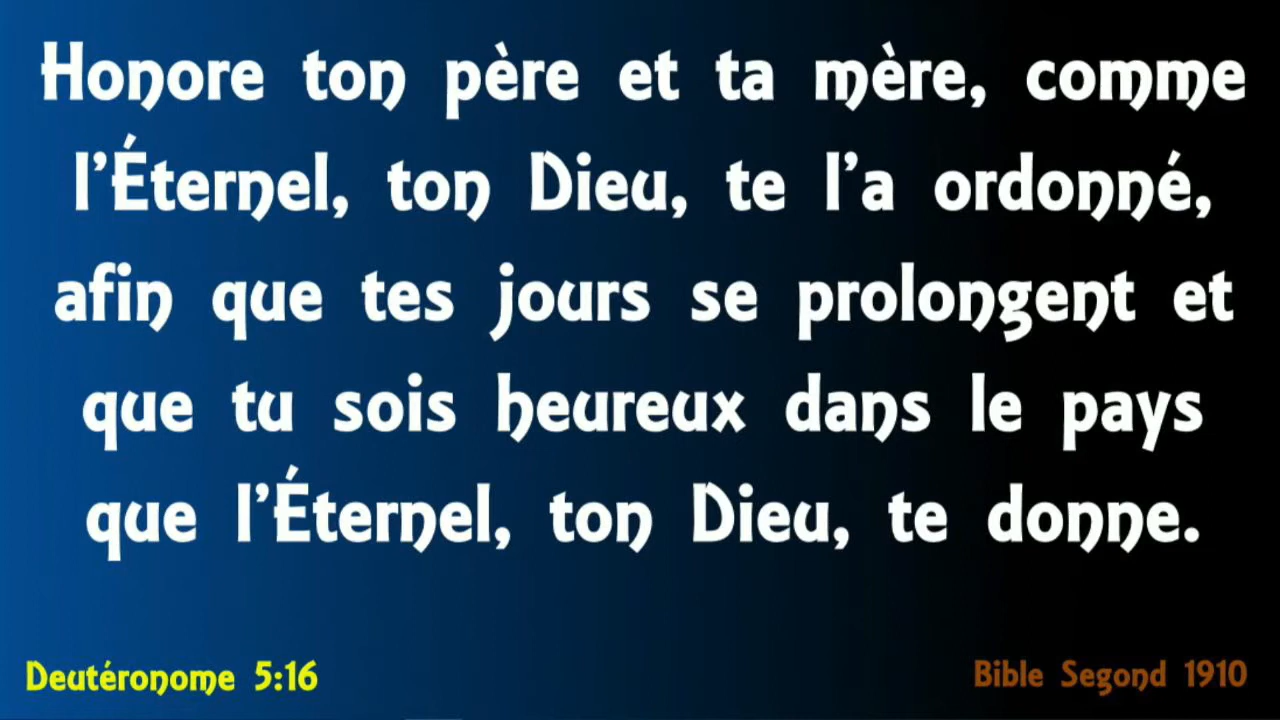 Honore ton père et ta mère, comme
l’Éternel, ton Dieu, te l’a ordonné,
afin que tes jours se prolongent et
que tu sois heureux dans le pays
que l’Éternel, ton Dieu, te donne.
Deutéronome 5:16
Bible Segond 1910